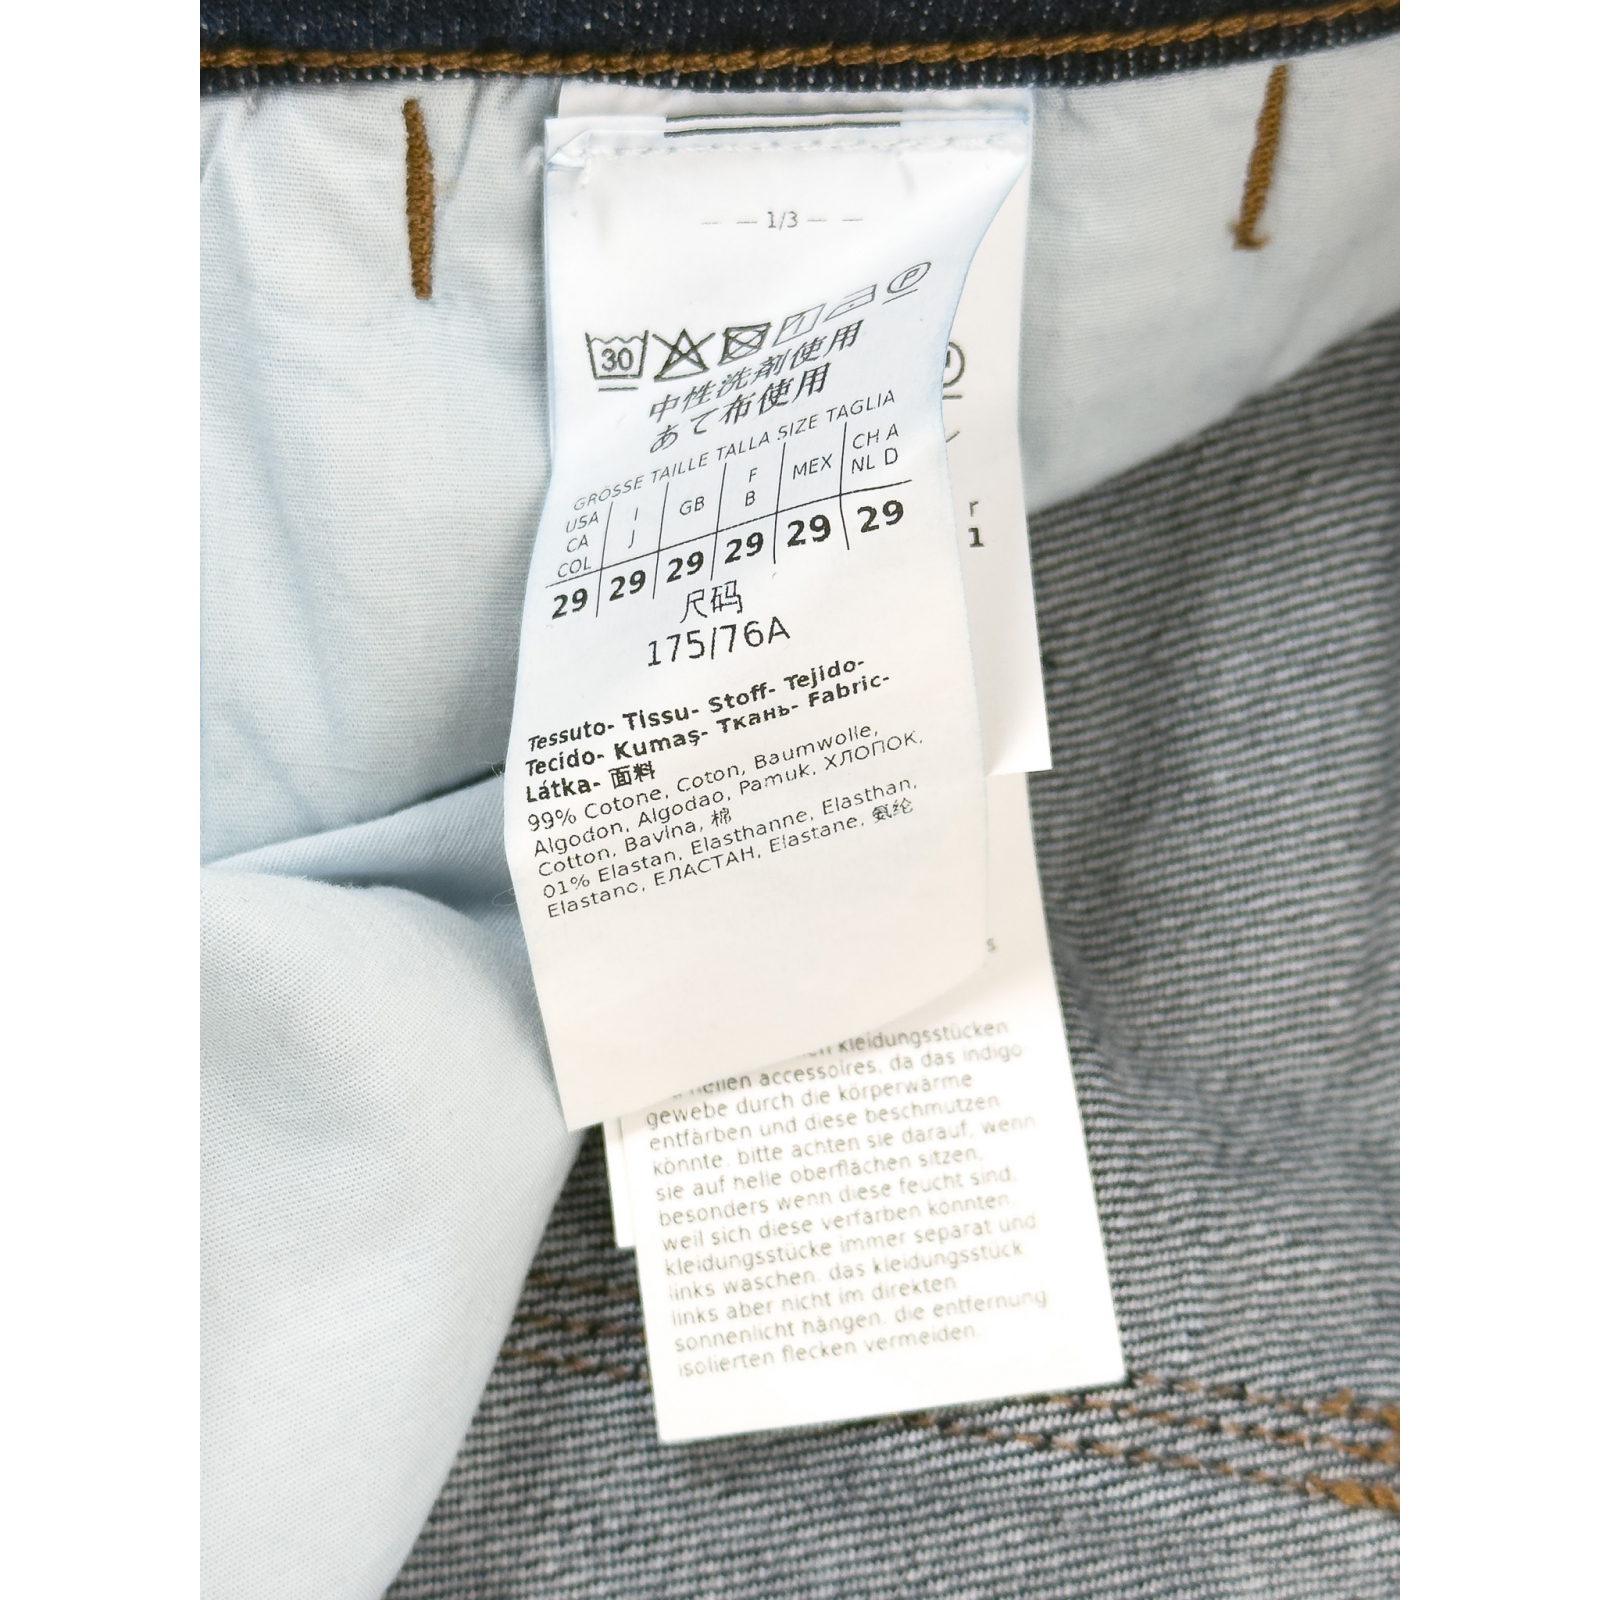 1/3
30
P
中性洗剤使用
あて布使用
GRÖSSE TAILLE TALLA SIZE TAGLIA
USA CA COL
I J
GB
F B
MEX
CH A NL D
29 29 29 29 29 29
尺码
175/76A
Tessuto- Tissu- Stoff- Tejido-
Tecido- Kumaş- Ткань- Fabric-
Látka- 面料
99% Cotone, Coton, Baumwolle,
Algodon, Algodao, Pamuk, ХЛОПОК,
Cotton, Bavlna, 棉
01% Elastan, Elasthanne, Elasthan,
Elastano, ЕЛАСТАН, Elastane, 氨纶
r
1
s
kleidungsstücken
hellen accessoires, da das indigo
gewebe durch die körperwärme
entfärben und diese beschmutzen
könnte. bitte achten sie darauf, wenn
sie auf helle oberflächen sitzen,
besonders wenn diese feucht sind,
weil sich diese verfärben könnten.
kleidungsstücke immer separat und
links waschen. das kleidungsstück
links aber nicht im direkten
sonnenlicht hängen. die entfernung
isolierten flecken vermeiden.